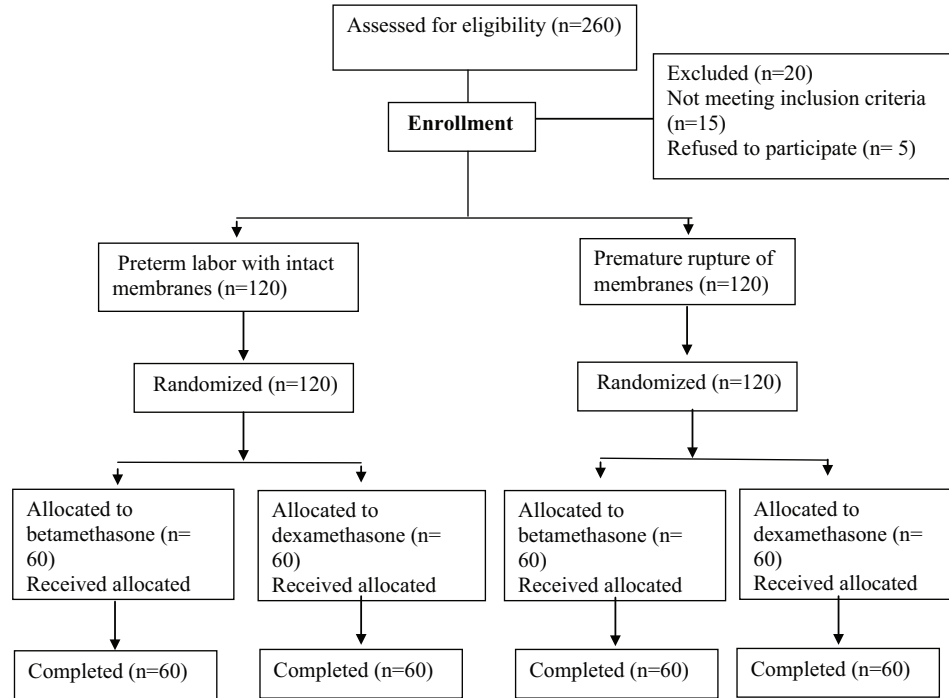 Assessed for eligibility (n=260)
Excluded (n=20)
Not meeting inclusion criteria
(n=15)
Refused to participate (n= 5)
Enrollment
Preterm labor with intact
membranes (n=120)
Premature rupture of
membranes (n=120)
Randomized (n=120)
Randomized (n=120)
Allocated to
betamethasone (n=
60)
Received allocated
Allocated to
dexamethasone (n=
60)
Received allocated
Allocated to
betamethasone (n=
60)
Received allocated
Allocated to
dexamethasone (n=
60)
Received allocated
Completed (n=60)
Completed (n=60)
Completed (n=60)
Completed (n=60)